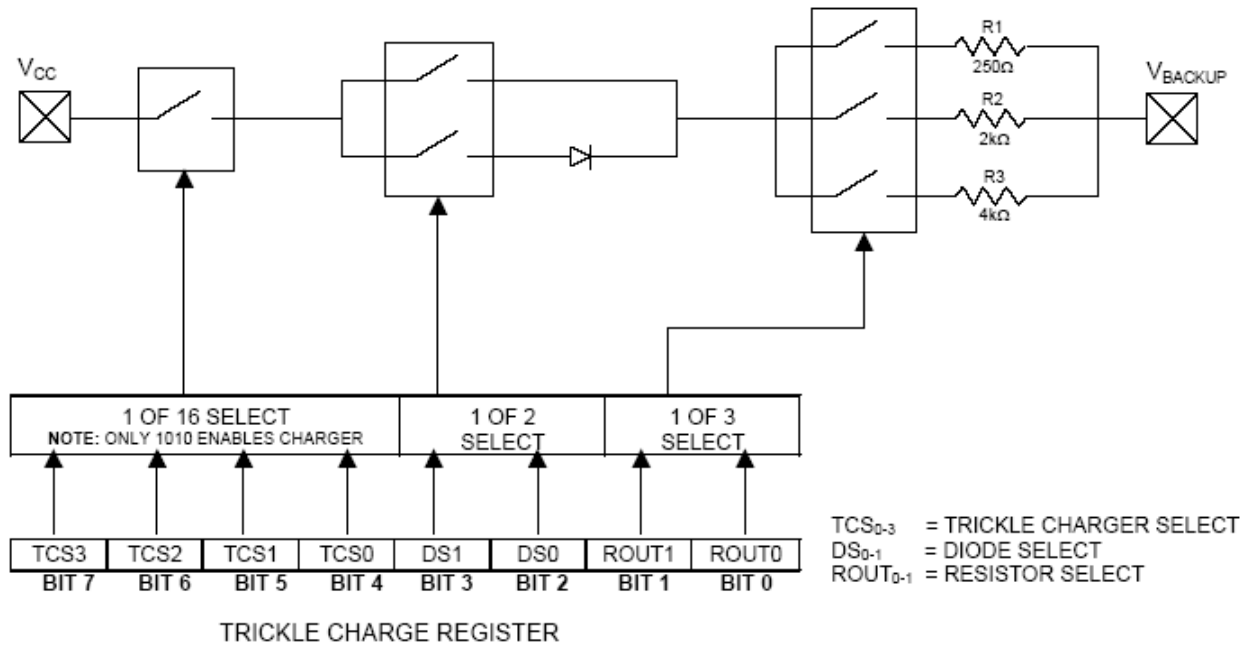 V_CC
R1
250Ω
V_BACKUP
R2
2kΩ
R3
4kΩ
1 OF 16 SELECT
NOTE: ONLY 1010 ENABLES CHARGER
1 OF 2
SELECT
1 OF 3
SELECT
TCS3 TCS2 TCS1 TCS0 DS1 DS0 ROUT1 ROUT0
BIT 7 BIT 6 BIT 5 BIT 4 BIT 3 BIT 2 BIT 1 BIT 0
TCS0-3 = TRICKLE CHARGER SELECT
DS0-1 = DIODE SELECT
ROUT0-1 = RESISTOR SELECT
TRICKLE CHARGE REGISTER